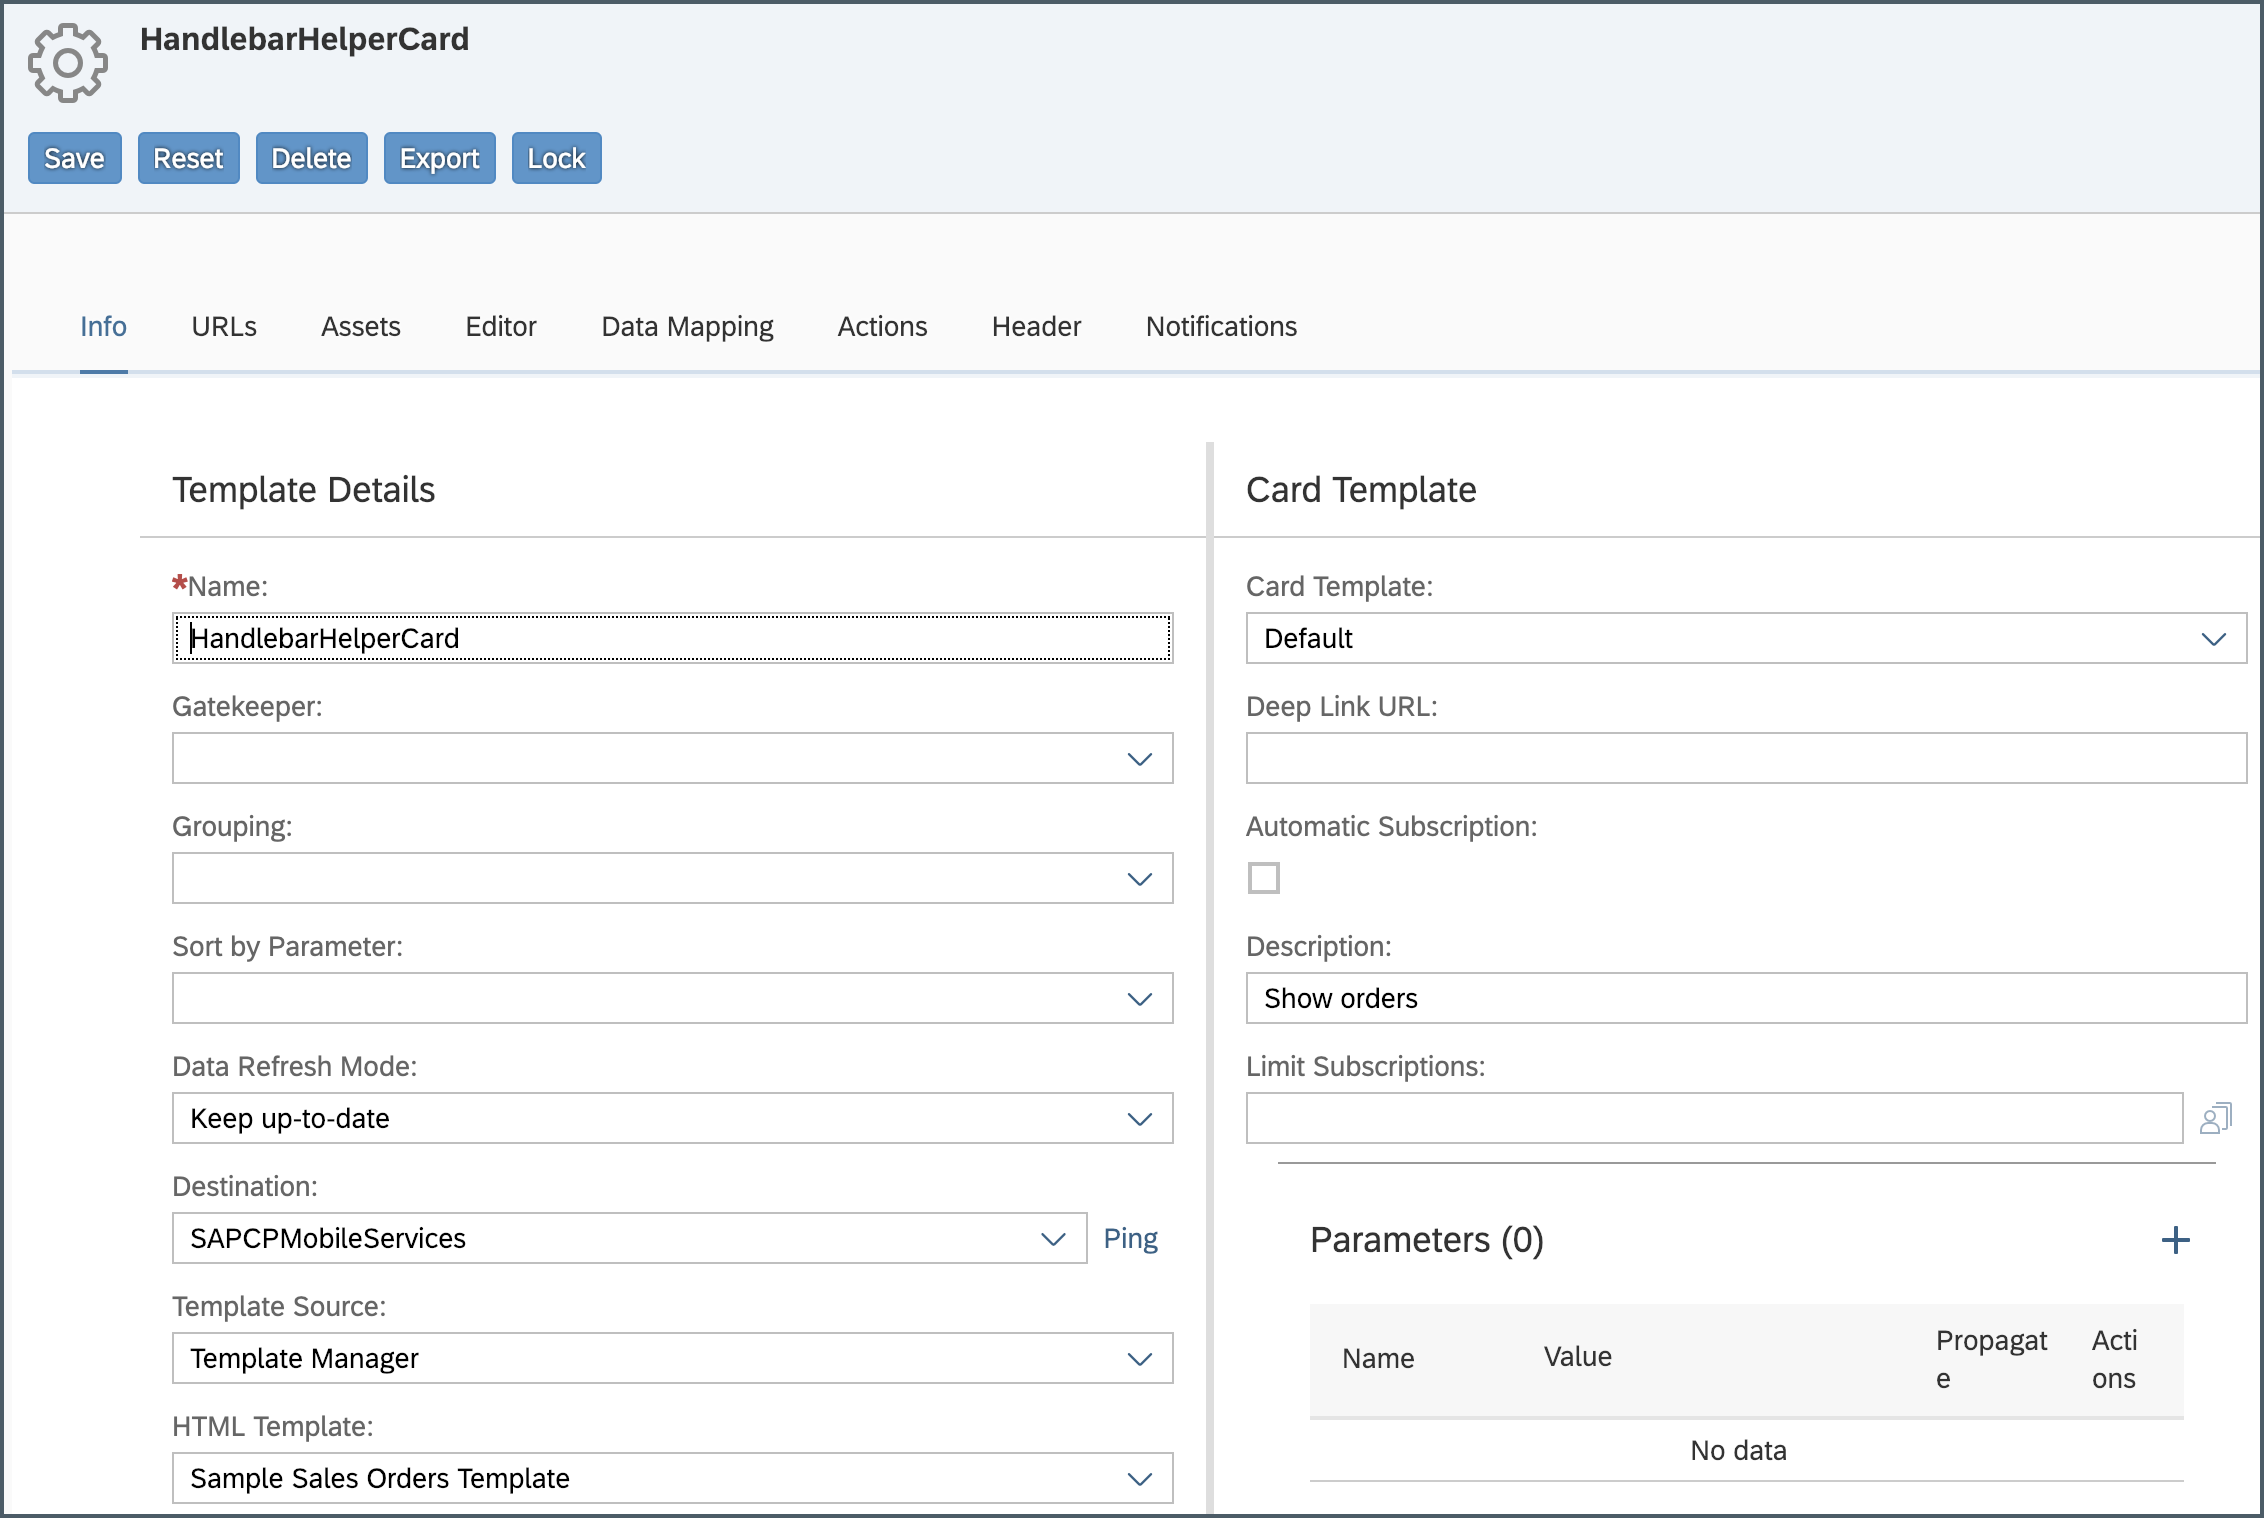 HandlebarHelperCard
Save Reset Delete Export Lock
Info URLs Assets Editor Data Mapping Actions Header Notifications
Template Details
*Name:
HandlebarHelperCard
Gatekeeper:
Grouping:
Sort by Parameter:
Data Refresh Mode:
Keep up-to-date
Destination:
SAPCPMobileServices Ping
Template Source:
Template Manager
HTML Template:
Sample Sales Orders Template
Card Template
Card Template:
Default
Deep Link URL:
Automatic Subscription:
Description:
Show orders
Limit Subscriptions:
Parameters (0)
Name Value Propagat Acti
e ons
No data